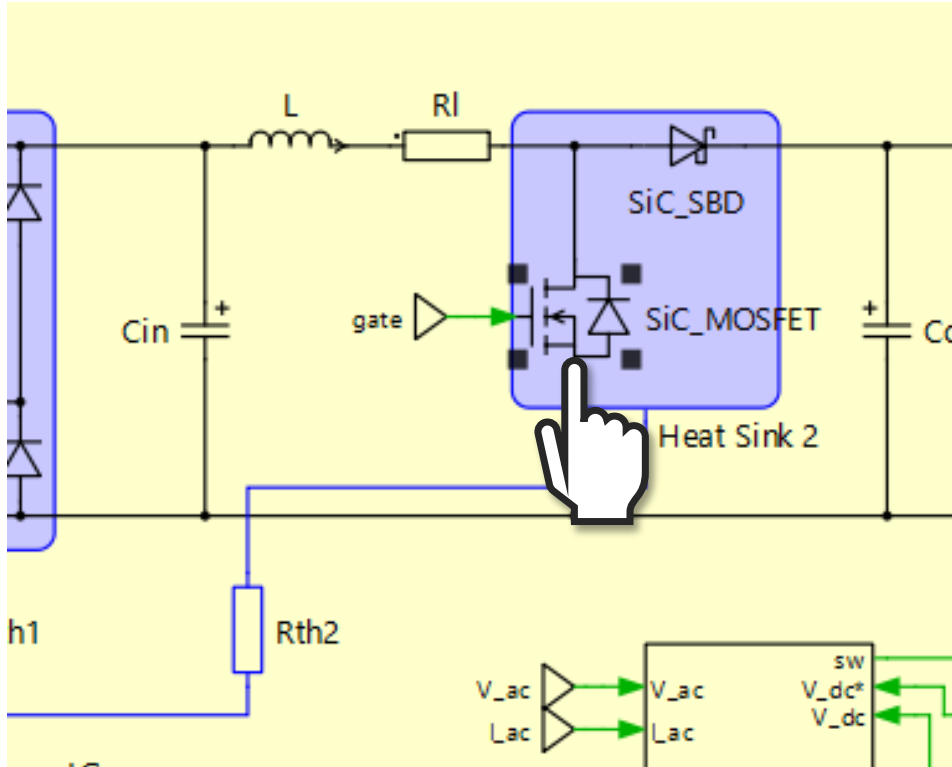 L
Rl
SiC_SBD
Cin
+
gate
SiC_MOSFET
+
Heat Sink 2
h1
Rth2
V_ac
I_ac
V_ac
I_ac
sw
V_dc*
V_dc